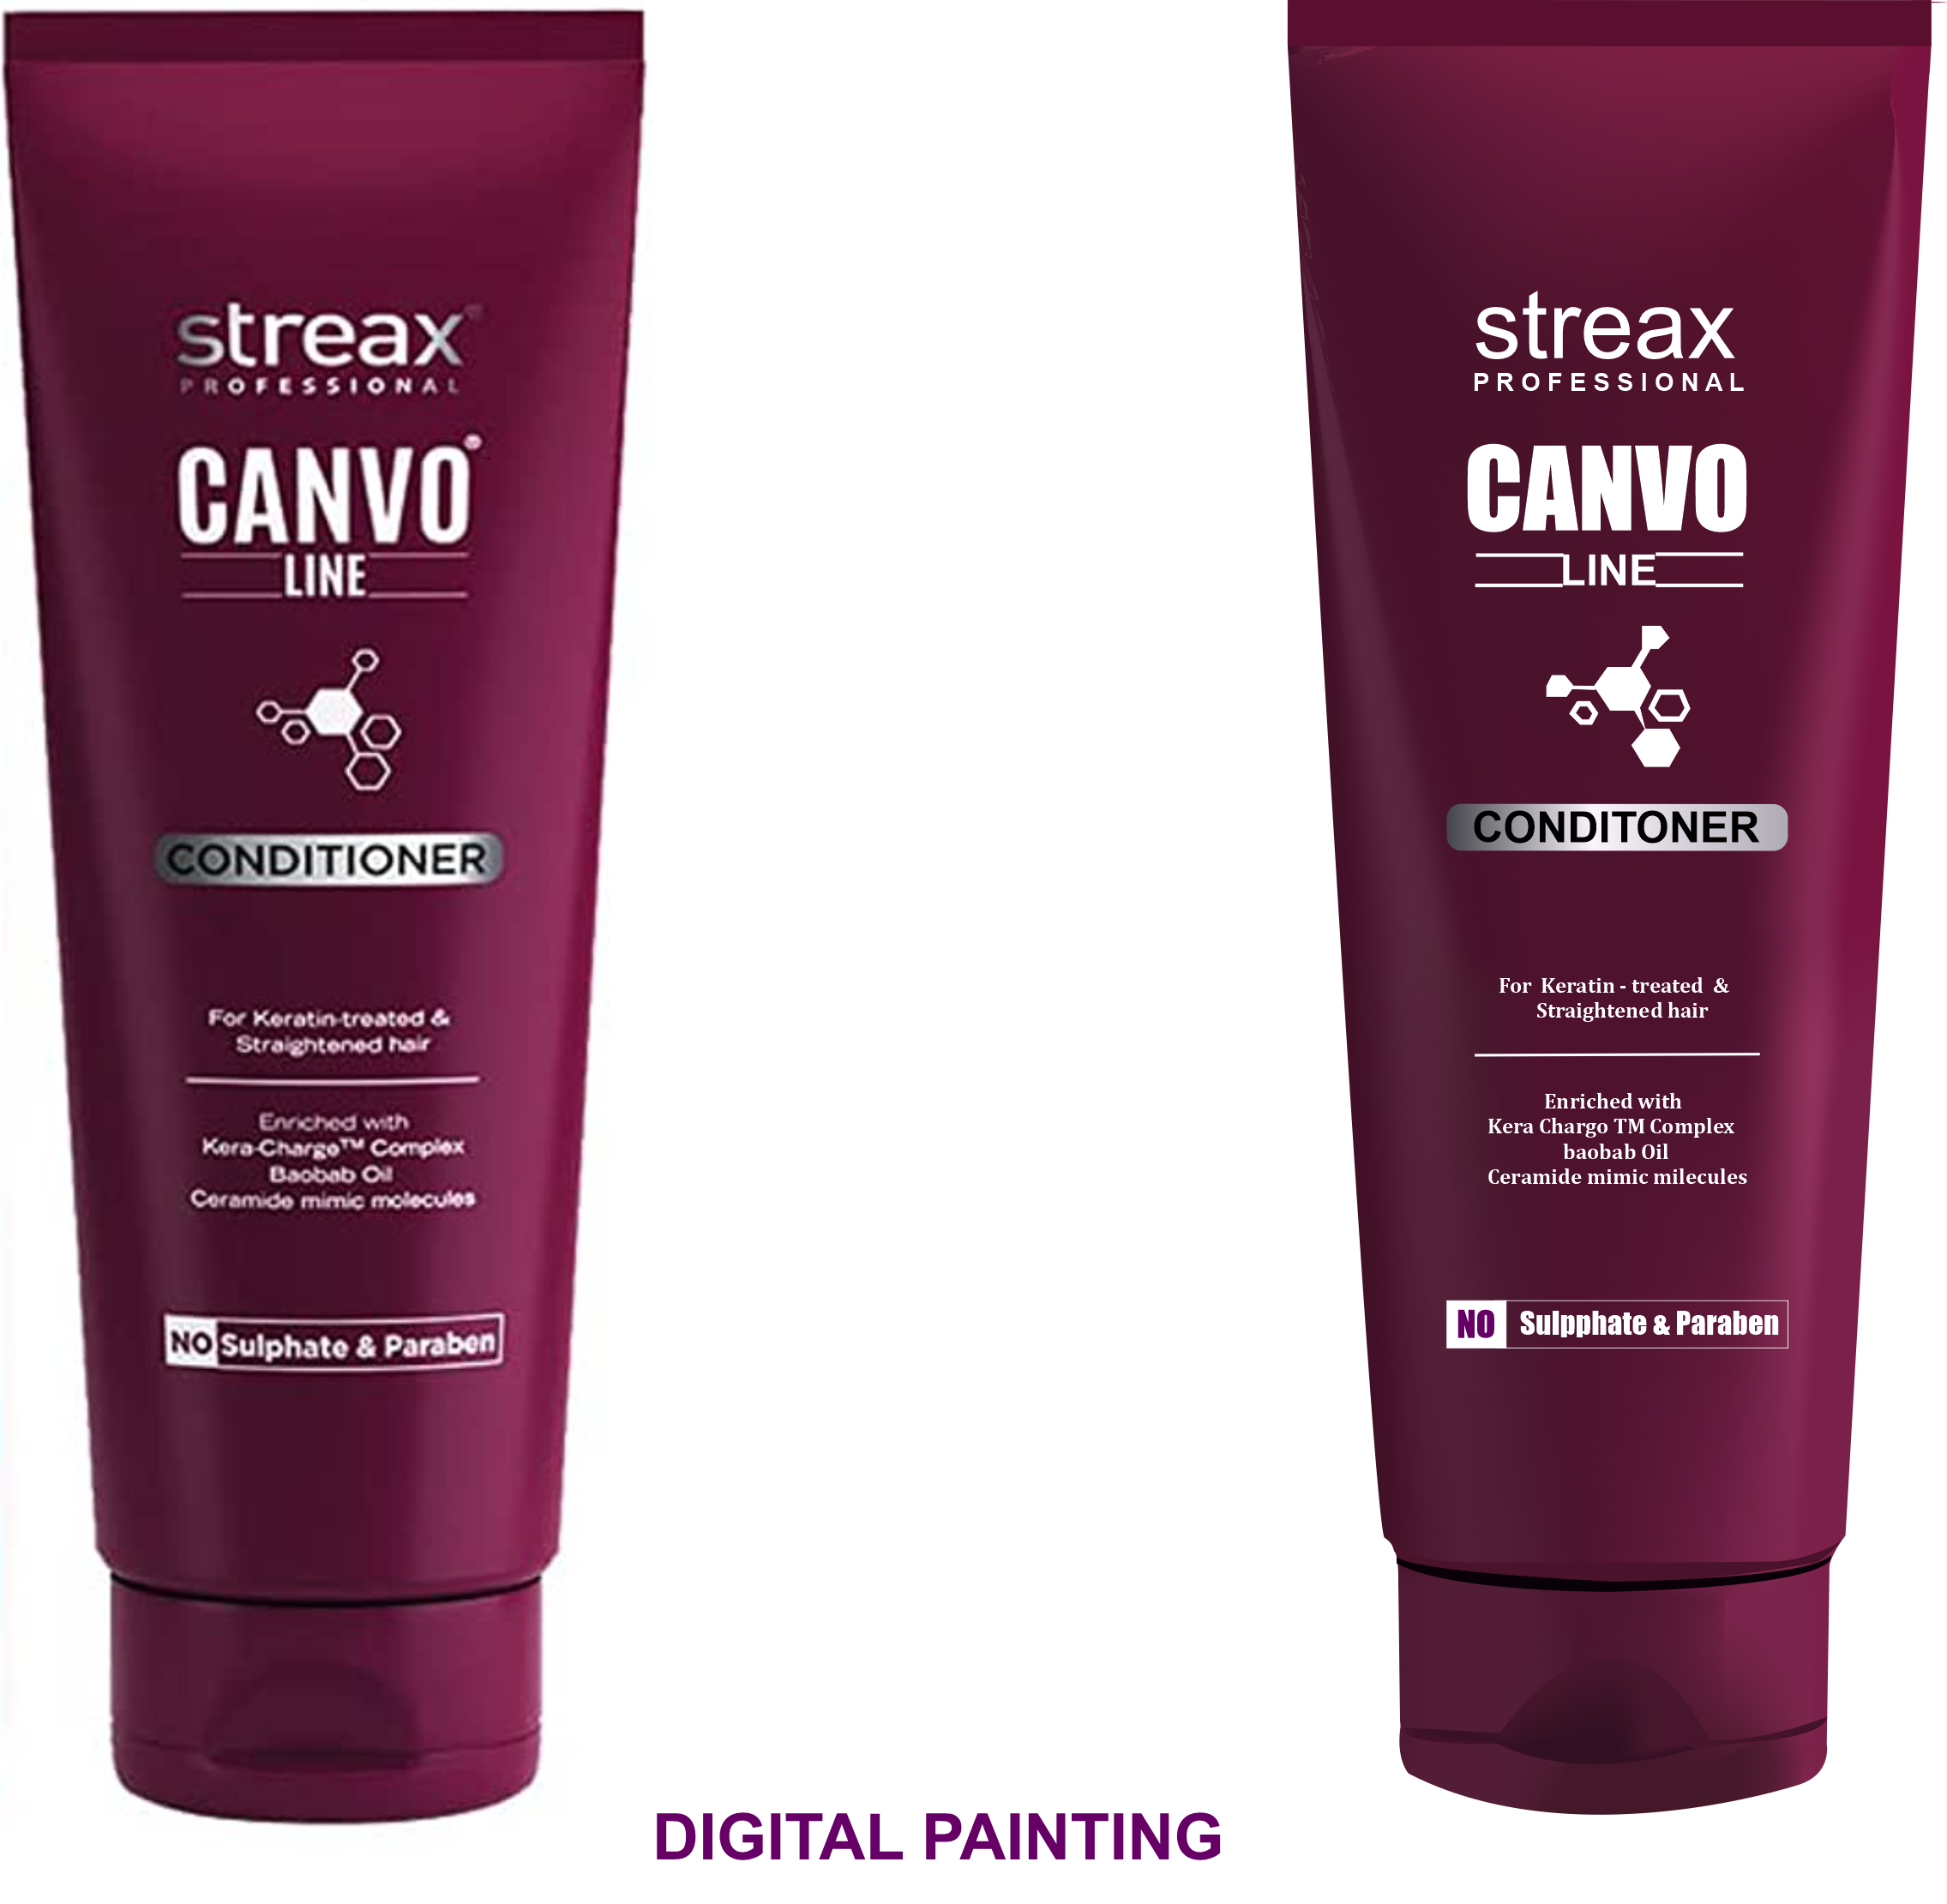 streax®
PROFESSIONAL
CANVO®
LINE
CONDITIONER
For Keratin-treated &
Straightened hair
Enriched with
Kera-Charge™ Complex
Baobab Oil
Ceramide mimic molecules
NO Sulphate & Paraben
streax
PROFESSIONAL
CANVO
LINE
CONDITONER
For Keratin - treated &
Straightened hair
Enriched with
Kera Chargo TM Complex
baobab Oil
Ceramide mimic milecules
NO Sulpphate & Paraben
DIGITAL PAINTING